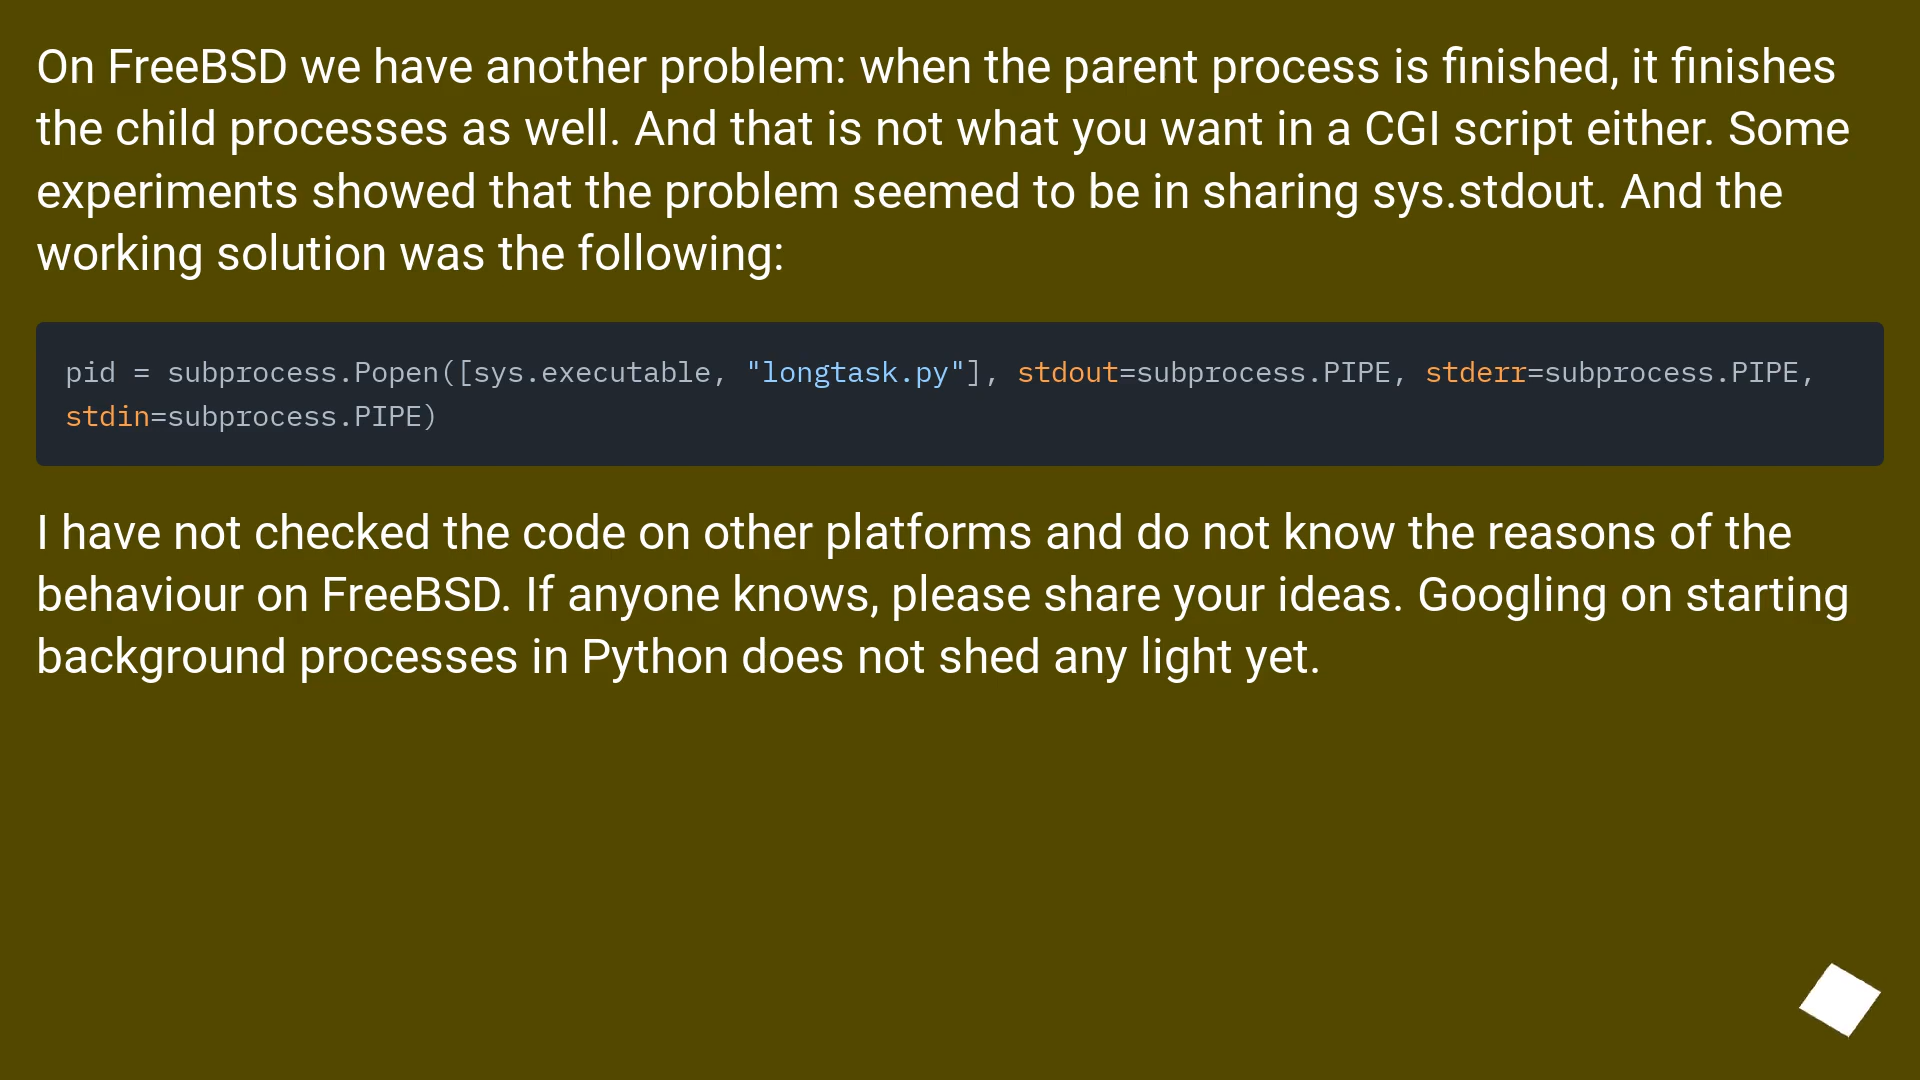 On FreeBSD we have another problem: when the parent process is finished, it finishes
the child processes as well. And that is not what you want in a CGI script either. Some
experiments showed that the problem seemed to be in sharing sys.stdout. And the
working solution was the following:
pid = subprocess.Popen([sys.executable, "longtask.py"], stdout=subprocess.PIPE, stderr=subprocess.PIPE,
stdin=subprocess.PIPE)
I have not checked the code on other platforms and do not know the reasons of the
behaviour on FreeBSD. If anyone knows, please share your ideas. Googling on starting
background processes in Python does not shed any light yet.